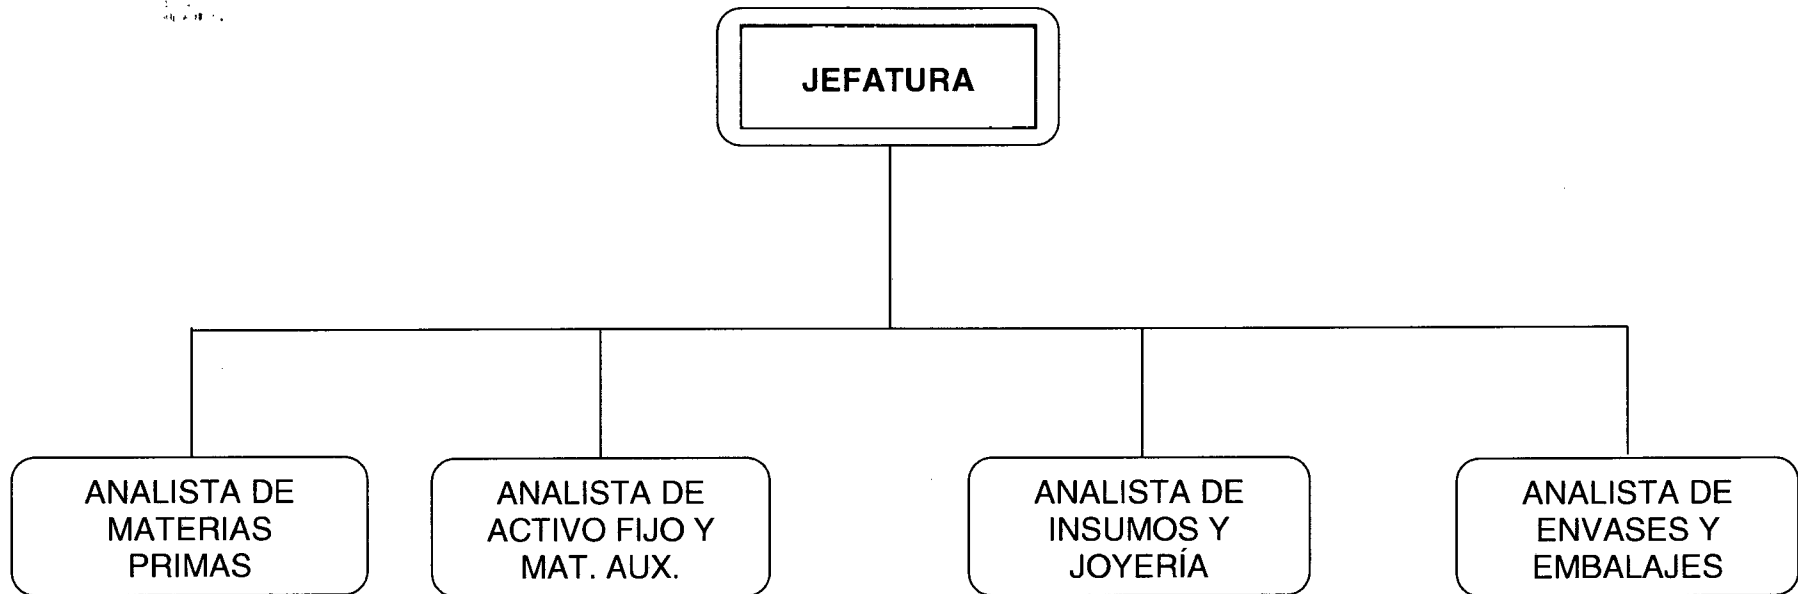 JEFATURA
ANALISTA DE
MATERIAS
PRIMAS
ANALISTA DE
ACTIVO FIJO Y
MAT. AUX.
ANALISTA DE
INSUMOS Y
JOYERÍA
ANALISTA DE
ENVASES Y
EMBALAJES